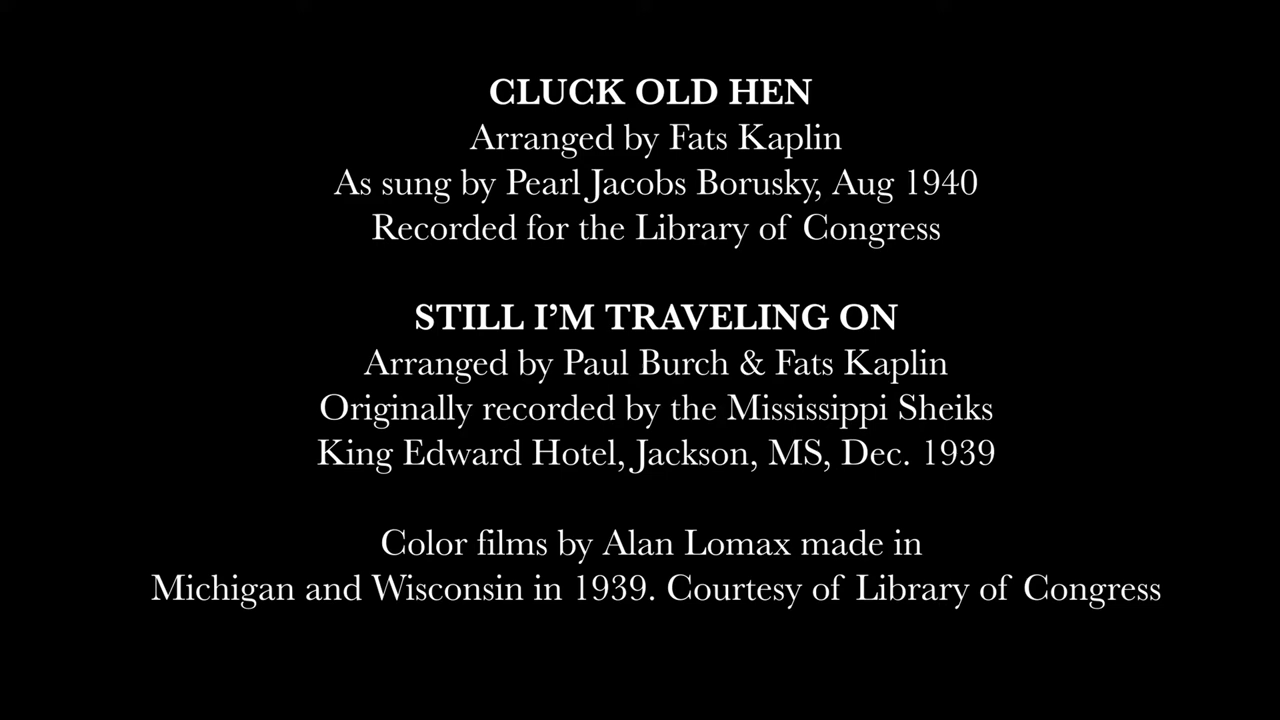 CLUCK OLD HEN
Arranged by Fats Kaplin
As sung by Pearl Jacobs Borusky, Aug 1940
Recorded for the Library of Congress
STILL I’M TRAVELING ON
Arranged by Paul Burch & Fats Kaplin
Originally recorded by the Mississippi Sheiks
King Edward Hotel, Jackson, MS, Dec. 1939
Color films by Alan Lomax made in
Michigan and Wisconsin in 1939. Courtesy of Library of Congress